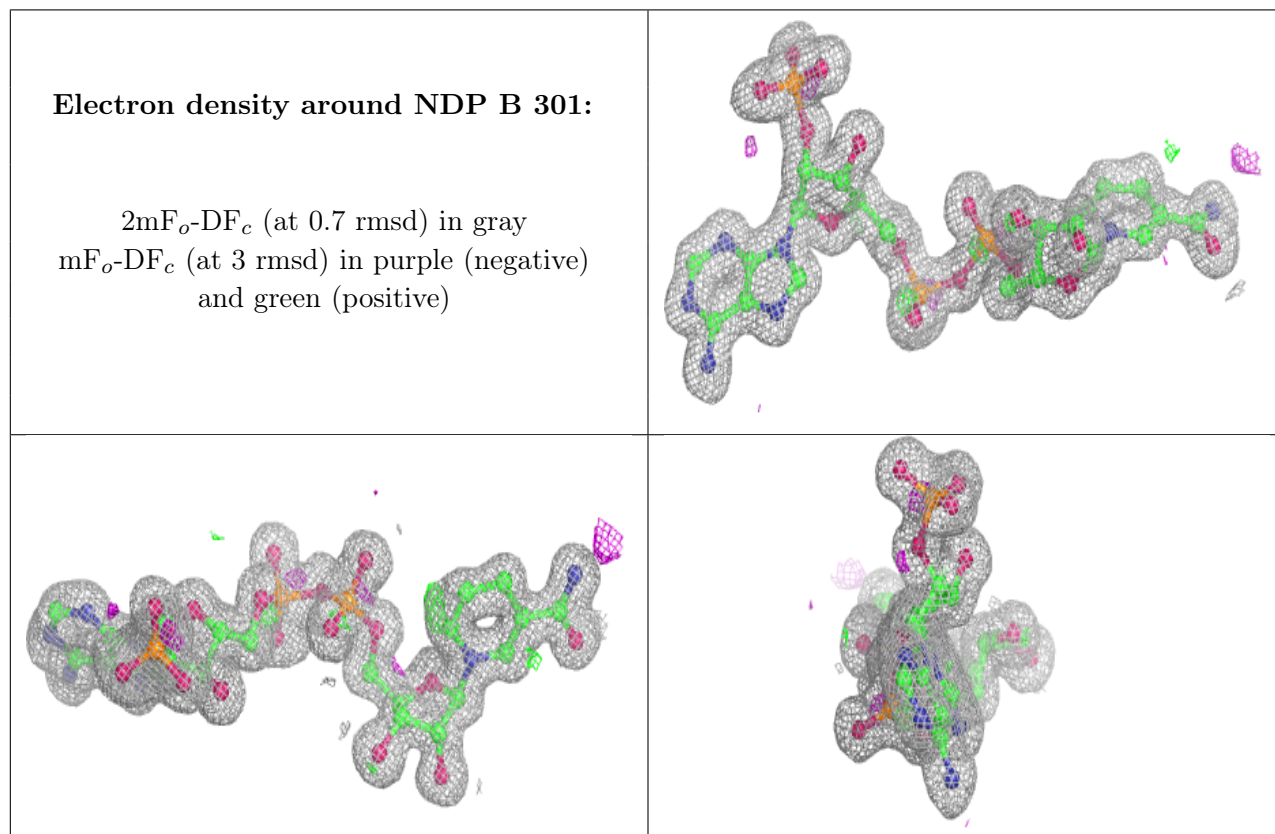 Electron density around NDP B 301:
2mFo-DFc (at 0.7 rmsd) in gray
mFo-DFc (at 3 rmsd) in purple (negative)
and green (positive)